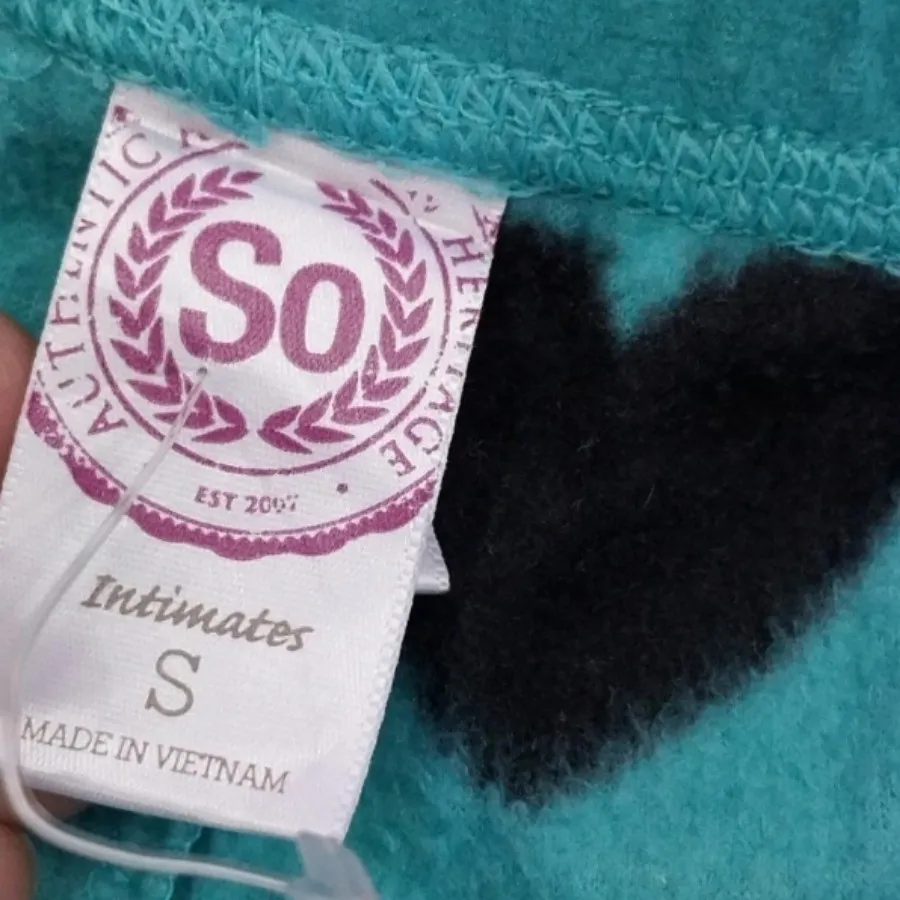 AUTHENTIC
HERITAGE
So
EST 2007
Intimates
S
MADE IN VIETNAM